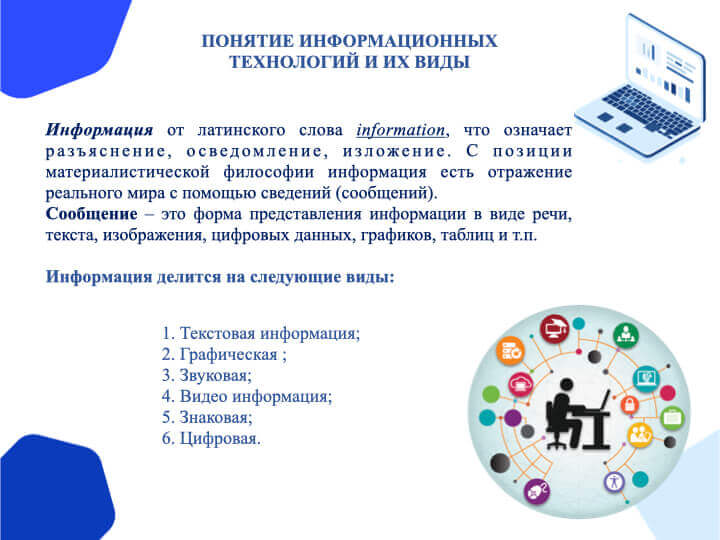 ПОНЯТИЕ ИНФОРМАЦИОННЫХ
ТЕХНОЛОГИЙ И ИХ ВИДЫ
Информация от латинского слова information, что означает
разъяснение, осведомление, изложение. С позиции
материалистической философии информация есть отражение
реального мира с помощью сведений (сообщений).
Сообщение – это форма представления информации в виде речи,
текста, изображения, цифровых данных, графиков, таблиц и т.п.
Информация делится на следующие виды:
1. Текстовая информация;
2. Графическая ;
3. Звуковая;
4. Видео информация;
5. Знаковая;
6. Цифровая.